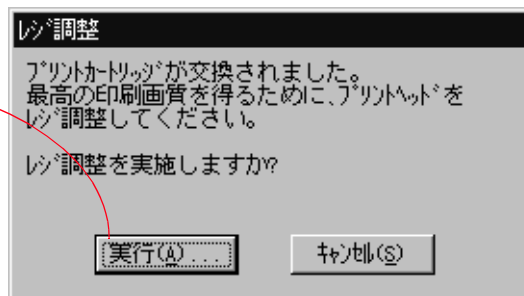 ﾚｼﾞ調整
ﾌﾟﾘﾝﾄｶｰﾄﾘｯｼﾞが交換されました。
最高の印刷画質を得るために、ﾌﾟﾘﾝﾄﾍｯﾄﾞを
ﾚｼﾞ調整してください。
ﾚｼﾞ調整を実施しますか?
実行(A)...
ｷｬﾝｾﾙ(S)